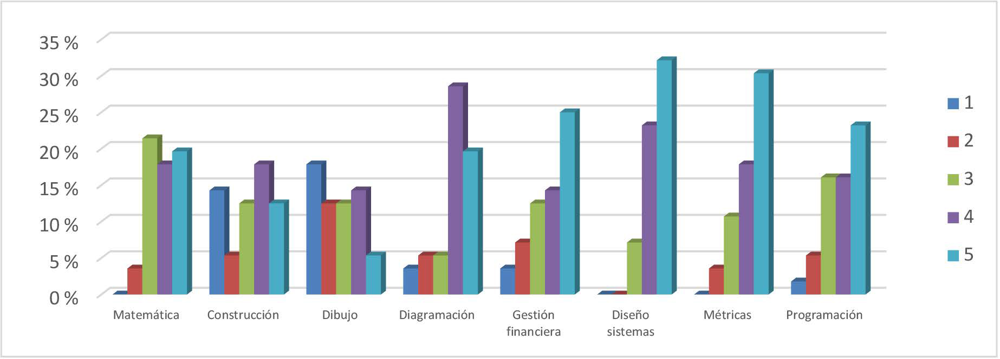 35 %
30 %
25 %
20 %
15 %
10 %
5 %
0 %
Matemática
Construcción
Dibujo
Diagramación
Gestión
financiera
Diseño
sistemas
Métricas
Programación
1
2
3
4
5